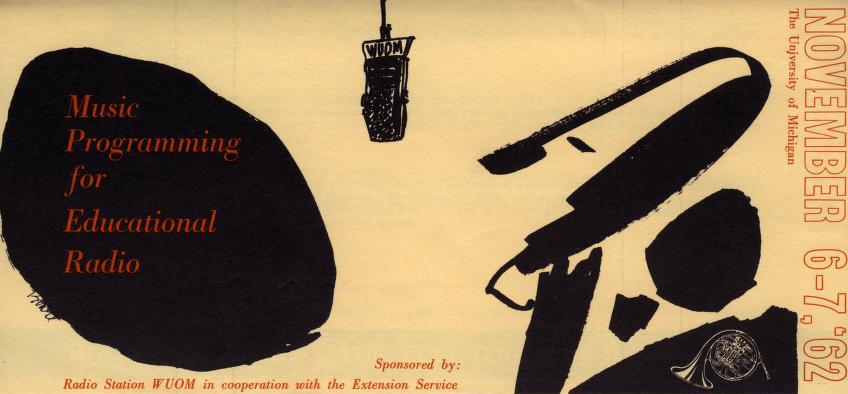 Music
Programming
for
Educational
Radio
WUOM
Sponsored by:
Radio Station WUOM in cooperation with the Extension Service
The University of Michigan
NOVEMBER 6-7, '62